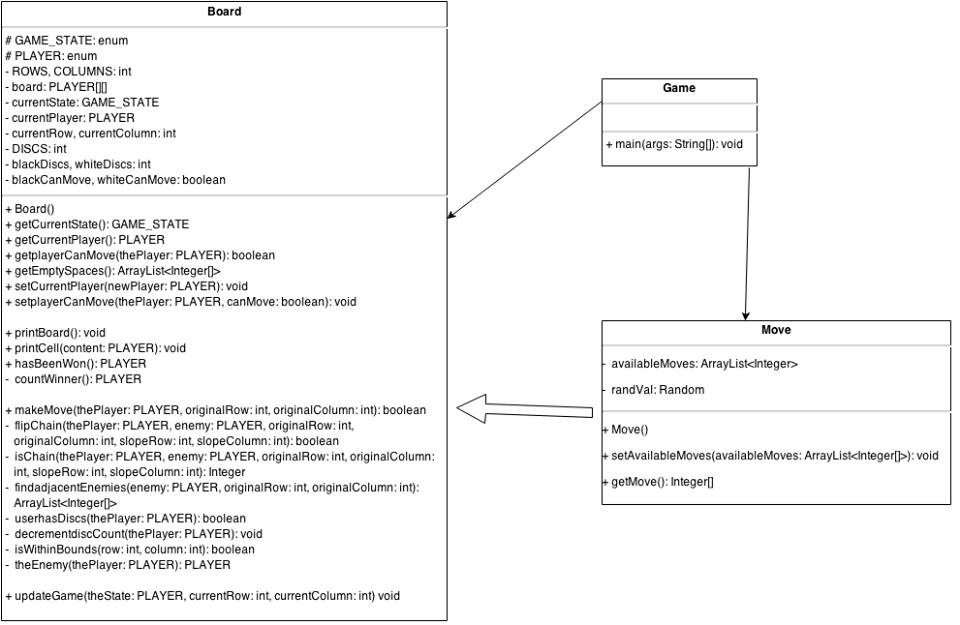 Board
# GAME_STATE: enum
# PLAYER: enum
- ROWS, COLUMNS: int
- board: PLAYER[][]
- currentState: GAME_STATE
- currentPlayer: PLAYER
- currentRow, currentColumn: int
- DISCS: int
- blackDiscs, whiteDiscs: int
- blackCanMove, whiteCanMove: boolean
+ Board()
+ getCurrentState(): GAME_STATE
+ getCurrentPlayer(): PLAYER
+ getplayerCanMove(thePlayer: PLAYER): boolean
+ getEmptySpaces(): ArrayList<Integer[]>
+ setCurrentPlayer(newPlayer: PLAYER): void
+ setplayerCanMove(thePlayer: PLAYER, canMove: boolean): void
+ printBoard(): void
+ printCell(content: PLAYER): void
+ hasBeenWon(): PLAYER
- countWinner(): PLAYER
+ makeMove(thePlayer: PLAYER, originalRow: int, originalColumn: int): boolean
- flipChain(thePlayer: PLAYER, enemy: PLAYER, originalRow: int,
originalColumn: int, slopeRow: int, slopeColumn: int): boolean
- isChain(thePlayer: PLAYER, enemy: PLAYER, originalRow: int, originalColumn:
int, slopeRow: int, slopeColumn: int): Integer
- findadjacentEnemies(enemy: PLAYER, originalRow: int, originalColumn: int):
ArrayList<Integer[]>
- userhasDiscs(thePlayer: PLAYER): boolean
- decrementdiscCount(thePlayer: PLAYER): void
- isWithinBounds(row: int, column: int): boolean
- theEnemy(thePlayer: PLAYER): PLAYER
+ updateGame(theState: PLAYER, currentRow: int, currentColumn: int) void
Game
+ main(args: String[]): void
Move
- availableMoves: ArrayList<Integer>
- randVal: Random
+ Move()
+ setAvailableMoves(availableMoves: ArrayList<Integer[]>): void
+ getMove(): Integer[]